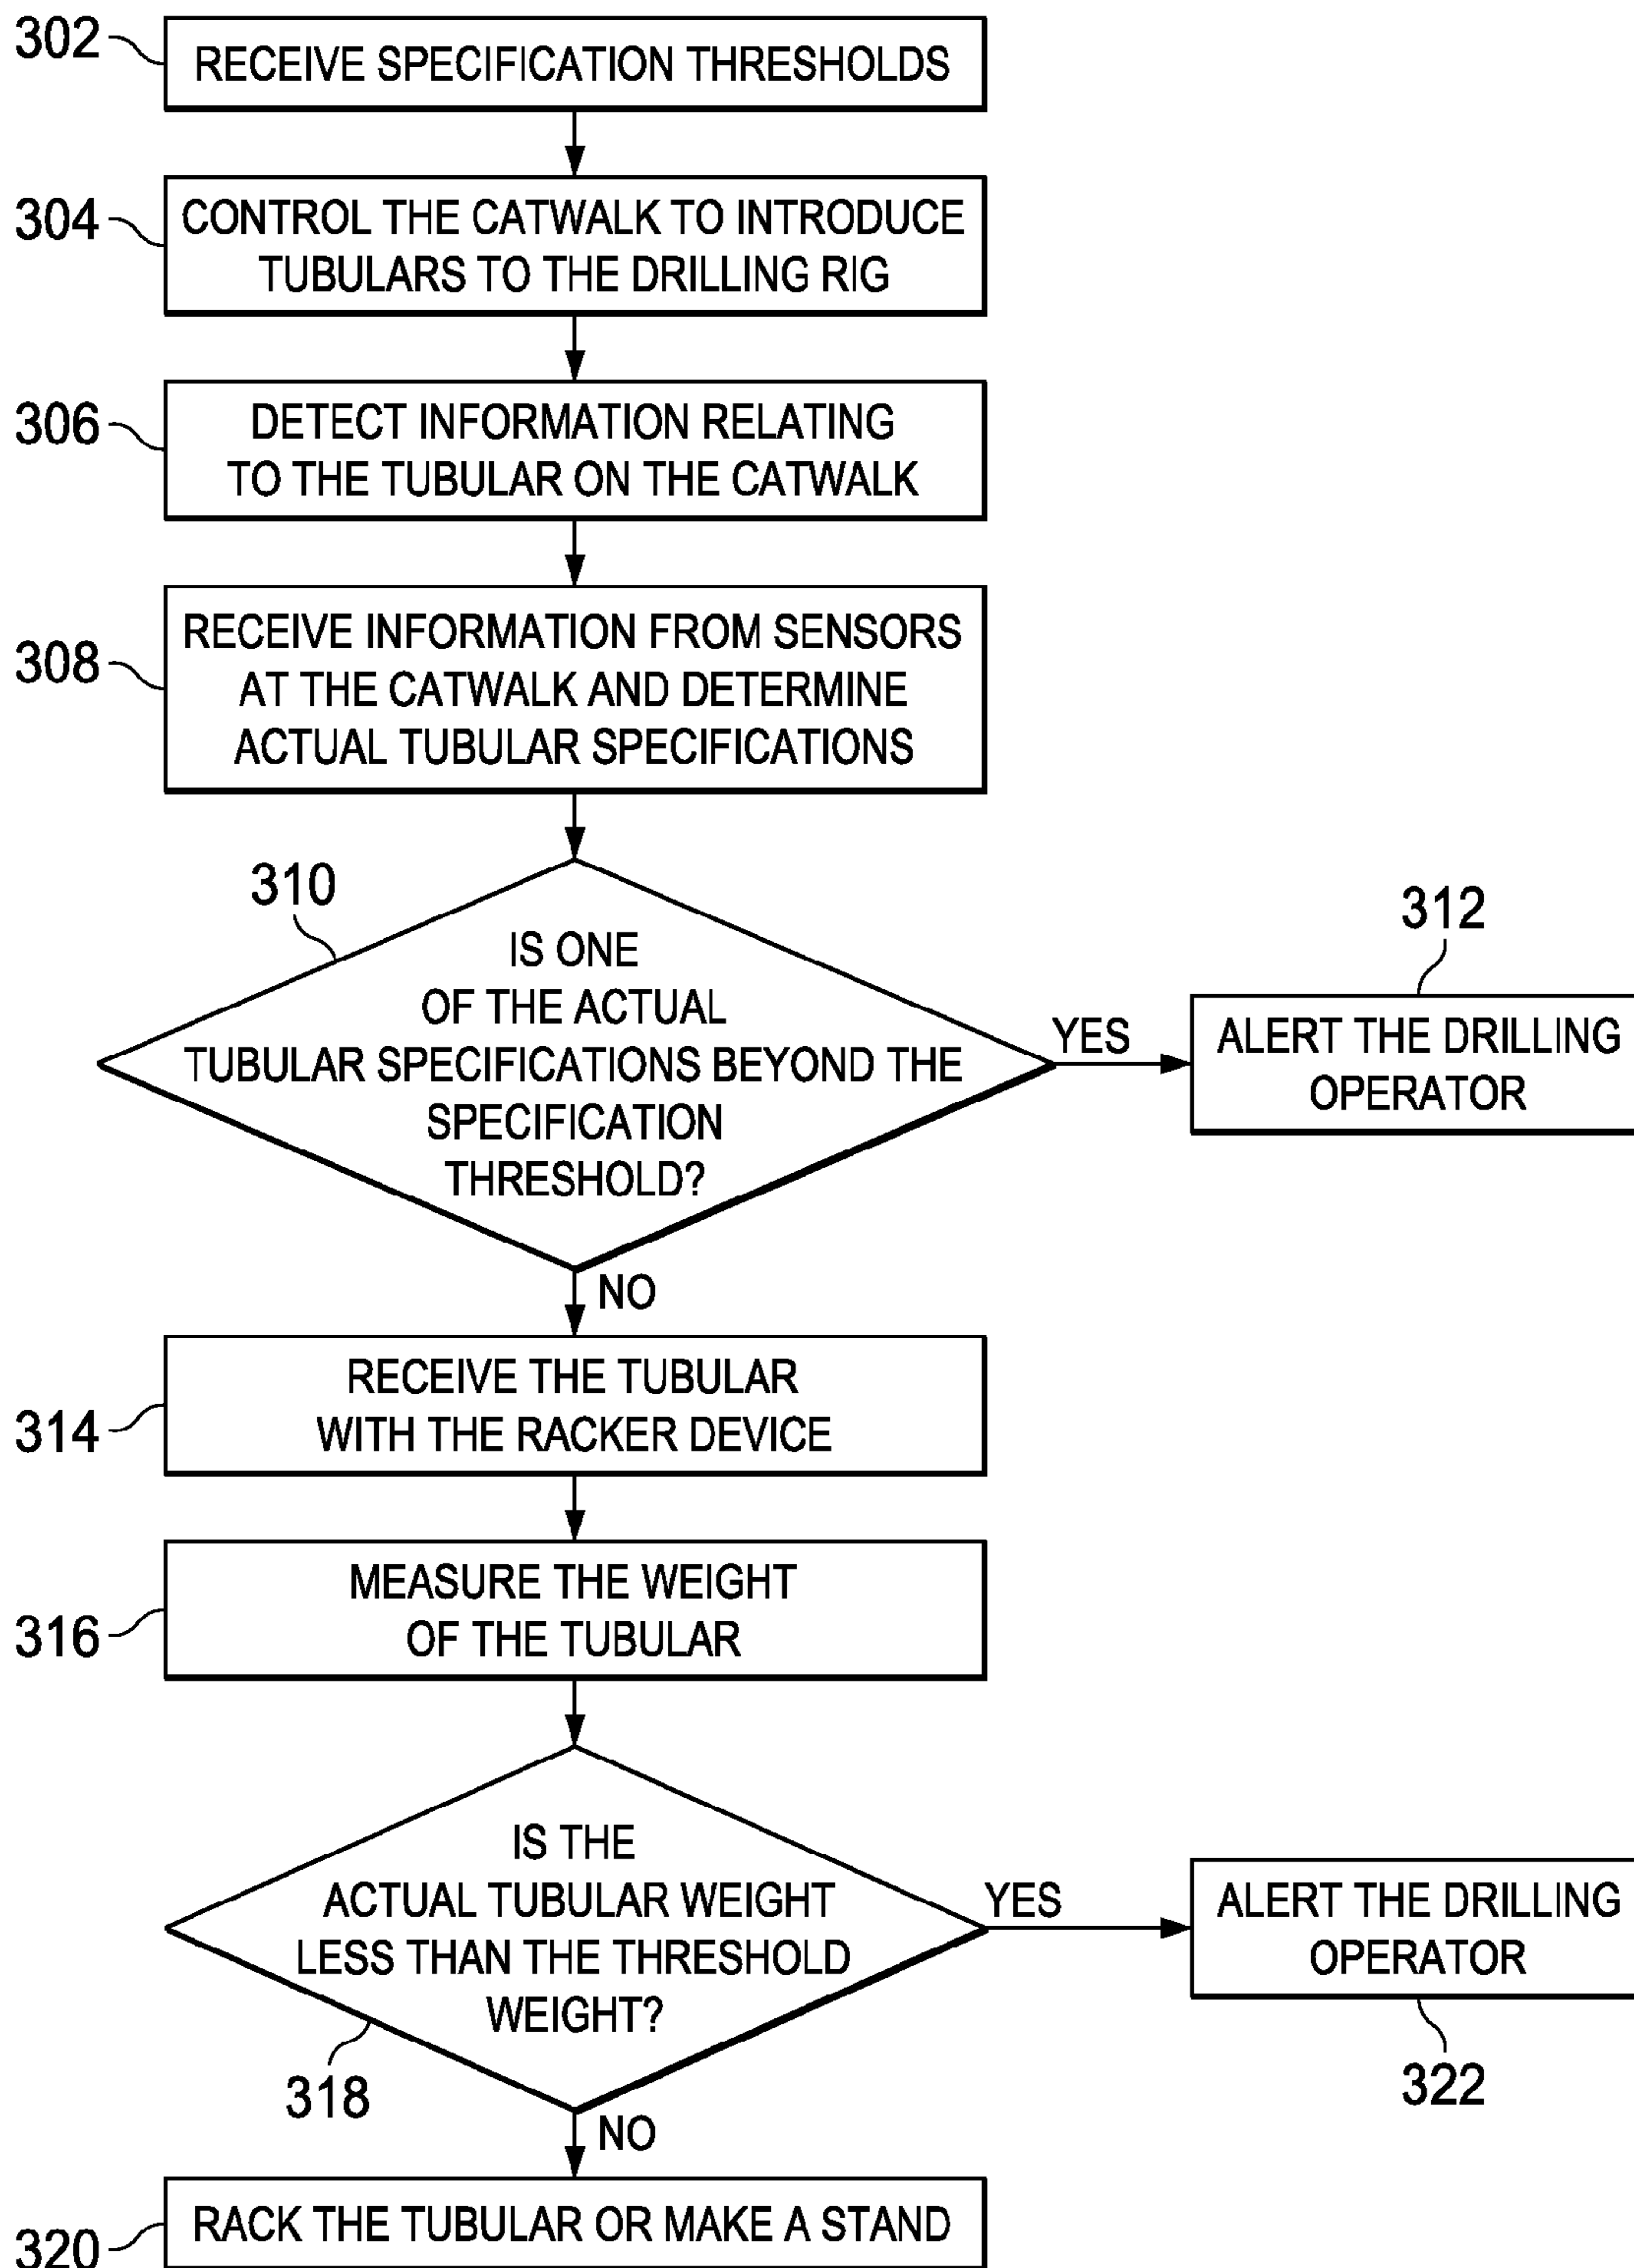 302
RECEIVE SPECIFICATION THRESHOLDS
304
CONTROL THE CATWALK TO INTRODUCE
TUBULARS TO THE DRILLING RIG
306
DETECT INFORMATION RELATING
TO THE TUBULAR ON THE CATWALK
308
RECEIVE INFORMATION FROM SENSORS
AT THE CATWALK AND DETERMINE
ACTUAL TUBULAR SPECIFICATIONS
310
IS ONE
OF THE ACTUAL
TUBULAR SPECIFICATIONS BEYOND THE
SPECIFICATION
THRESHOLD?
YES
312
ALERT THE DRILLING
OPERATOR
NO
314
RECEIVE THE TUBULAR
WITH THE RACKER DEVICE
316
MEASURE THE WEIGHT
OF THE TUBULAR
IS THE
ACTUAL TUBULAR WEIGHT
LESS THAN THE THRESHOLD
WEIGHT?
318
YES
ALERT THE DRILLING
OPERATOR
322
NO
320
RACK THE TUBULAR OR MAKE A STAND